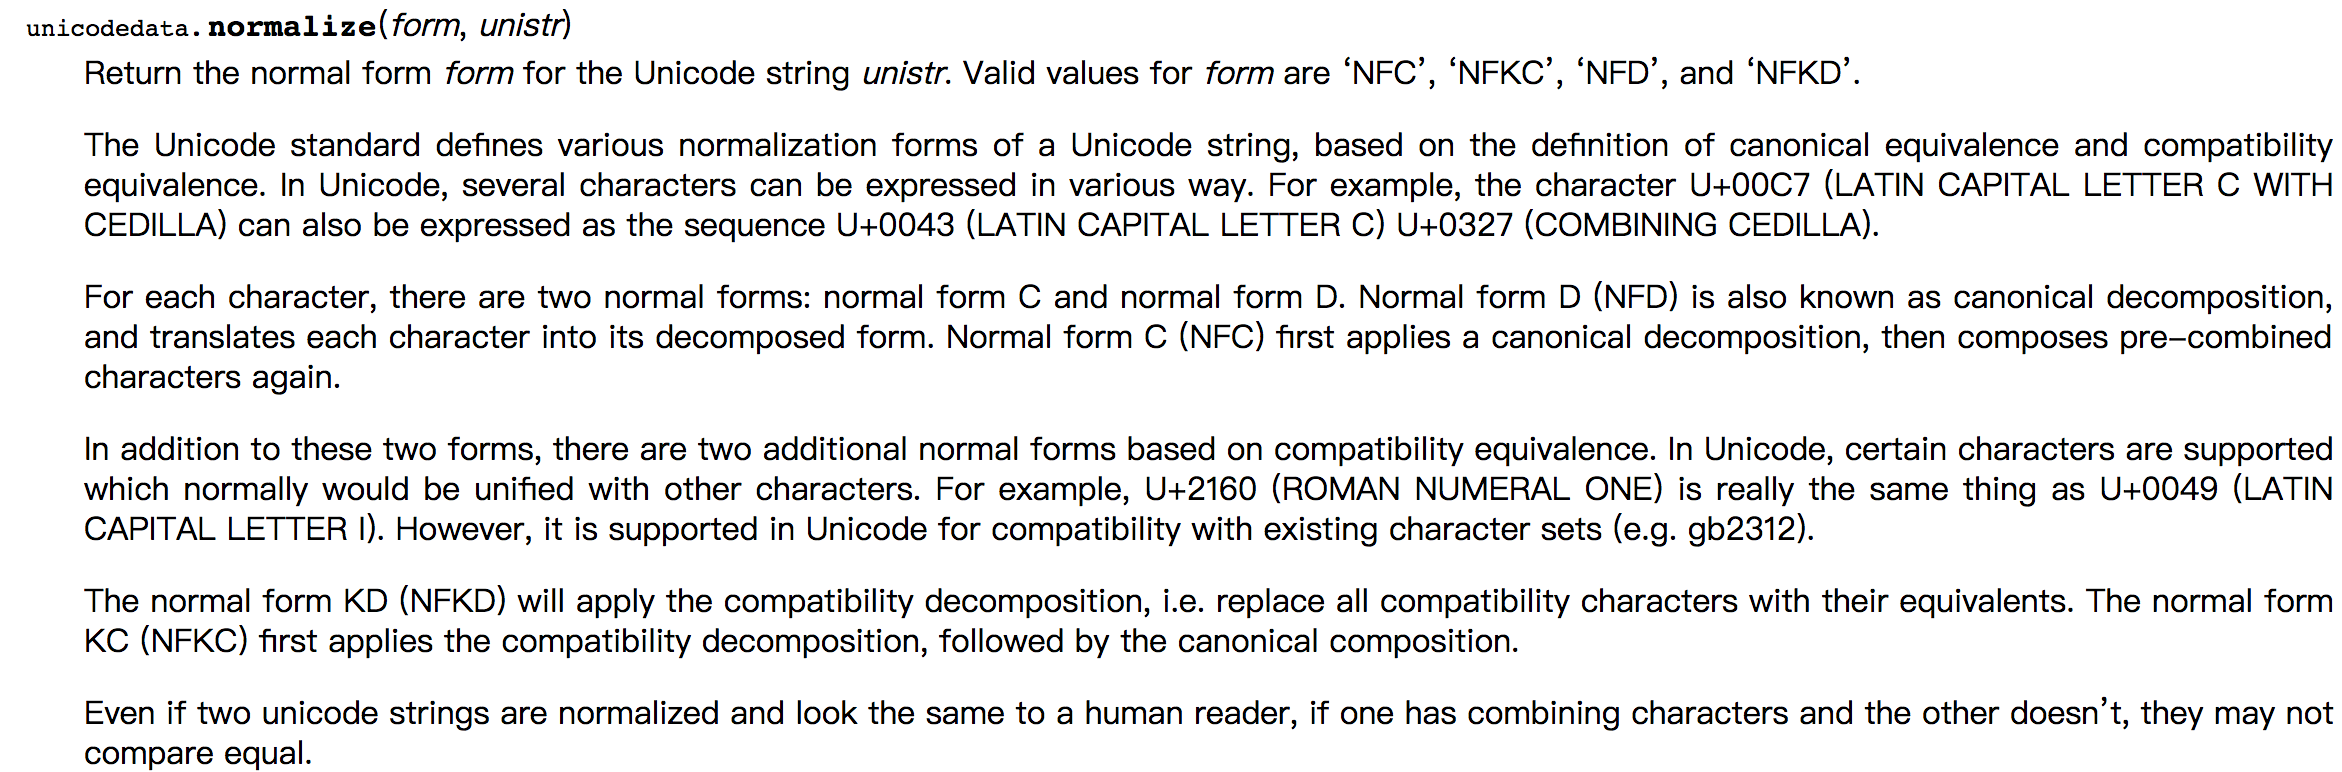 unicodedata.normalize(form, unistr)
Return the normal form form for the Unicode string unistr. Valid values for form are ‘NFC’, ‘NFKC’, ‘NFD’, and ‘NFKD’.
The Unicode standard defines various normalization forms of a Unicode string, based on the definition of canonical equivalence and compatibility
equivalence. In Unicode, several characters can be expressed in various way. For example, the character U+00C7 (LATIN CAPITAL LETTER C WITH
CEDILLA) can also be expressed as the sequence U+0043 (LATIN CAPITAL LETTER C) U+0327 (COMBINING CEDILLA).
For each character, there are two normal forms: normal form C and normal form D. Normal form D (NFD) is also known as canonical decomposition,
and translates each character into its decomposed form. Normal form C (NFC) first applies a canonical decomposition, then composes pre-combined
characters again.
In addition to these two forms, there are two additional normal forms based on compatibility equivalence. In Unicode, certain characters are supported
which normally would be unified with other characters. For example, U+2160 (ROMAN NUMERAL ONE) is really the same thing as U+0049 (LATIN
CAPITAL LETTER I). However, it is supported in Unicode for compatibility with existing character sets (e.g. gb2312).
The normal form KD (NFKD) will apply the compatibility decomposition, i.e. replace all compatibility characters with their equivalents. The normal form
KC (NFKC) first applies the compatibility decomposition, followed by the canonical composition.
Even if two unicode strings are normalized and look the same to a human reader, if one has combining characters and the other doesn’t, they may not
compare equal.